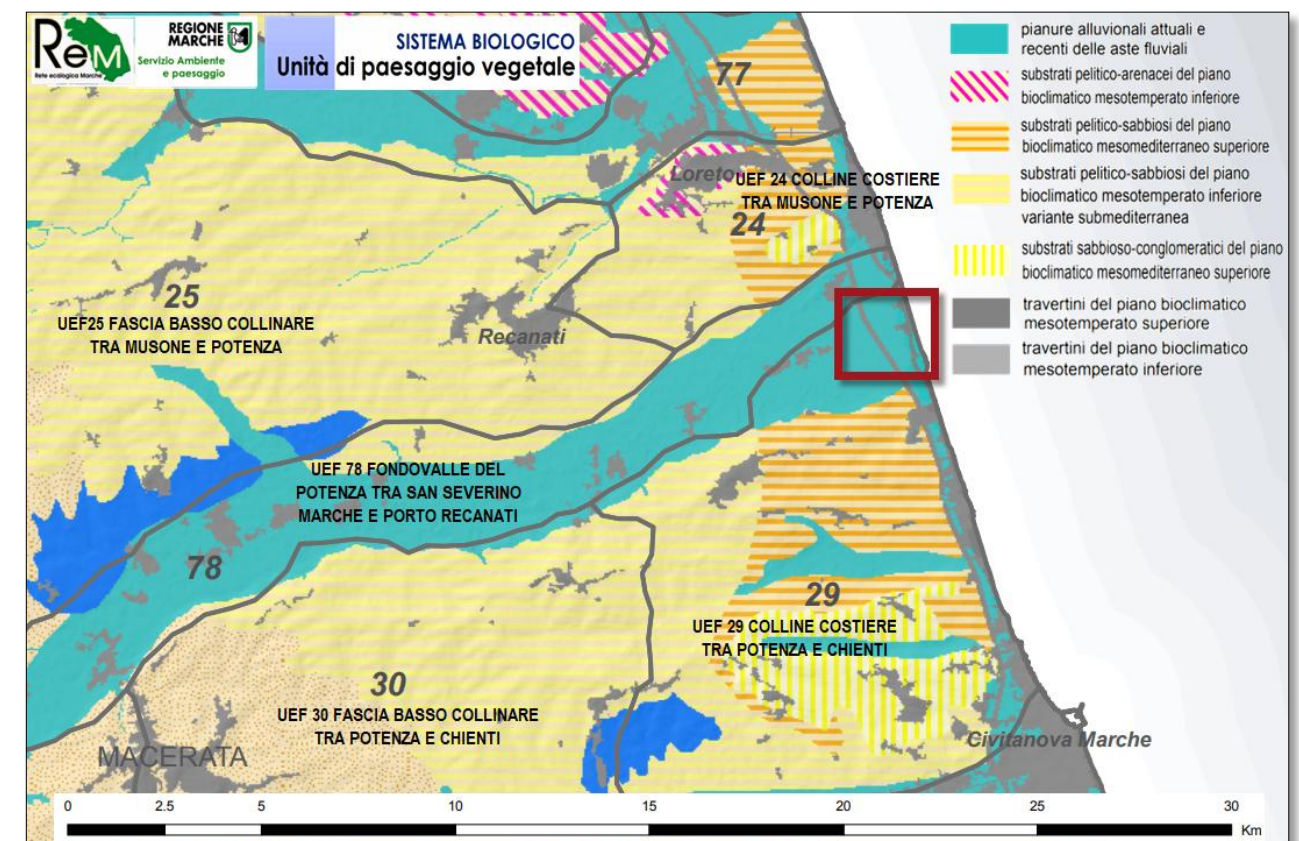 ReM
Rete ecologica Marche
REGIONE
MARCHE
Servizio Ambiente
e paesaggio
SISTEMA BIOLOGICO
Unità di paesaggio vegetale
pianure alluvionali attuali e
recenti delle aste fluviali
substrati pelitico-arenacei del piano
bioclimatico mesotemperato inferiore
substrati pelitico-sabbiosi del piano
bioclimatico mesomediterraneo superiore
substrati pelitico-sabbiosi del piano
bioclimatico mesotemperato inferiore
variante submediterranea
substrati sabbioso-conglomeratici del piano
bioclimatico mesomediterraneo superiore
travertini del piano bioclimatico
mesotemperato superiore
travertini del piano bioclimatico
mesotemperato inferiore
77
Loreto
UEF 24 COLLINE COSTIERE
TRA MUSONE E POTENZA
24
25
UEF25 FASCIA BASSO COLLINARE
TRA MUSONE E POTENZA
Recanati
UEF 78 FONDOVALLE DEL
POTENZA TRA SAN SEVERINO
MARCHE E PORTO RECANATI
78
29
UEF 29 COLLINE COSTIERE
TRA POTENZA E CHIENTI
30
UEF 30 FASCIA BASSO COLLINARE
TRA POTENZA E CHIENTI
MACERATA
Civitanova Marche
0 2.5 5 10 15 20 25 30
Km